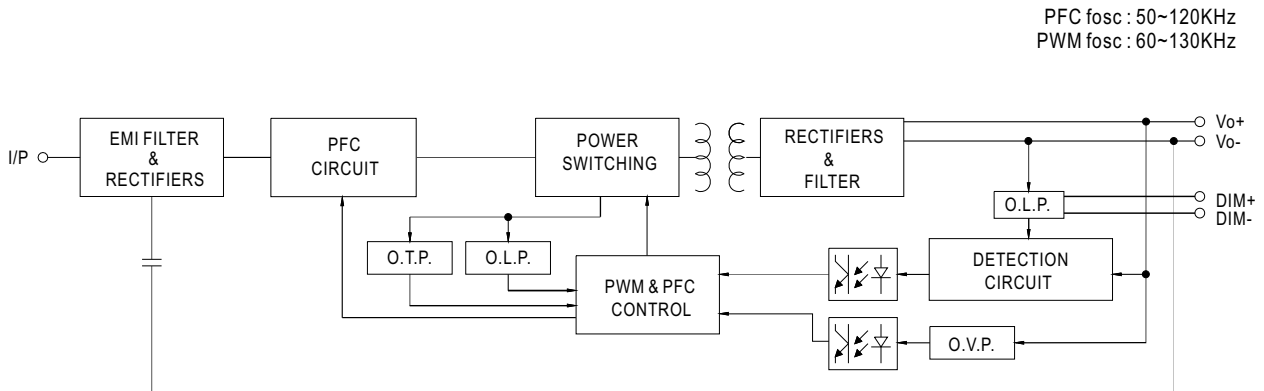 PFC fosc : 50~120KHz
PWM fosc : 60~130KHz
I/P
EMI FILTER
&
RECTIFIERS
PFC
CIRCUIT
POWER
SWITCHING
RECTIFIERS
&
FILTER
Vo+
Vo-
DIM+
DIM-
O.L.P.
O.T.P.
O.L.P.
PWM & PFC
CONTROL
DETECTION
CIRCUIT
O.V.P.